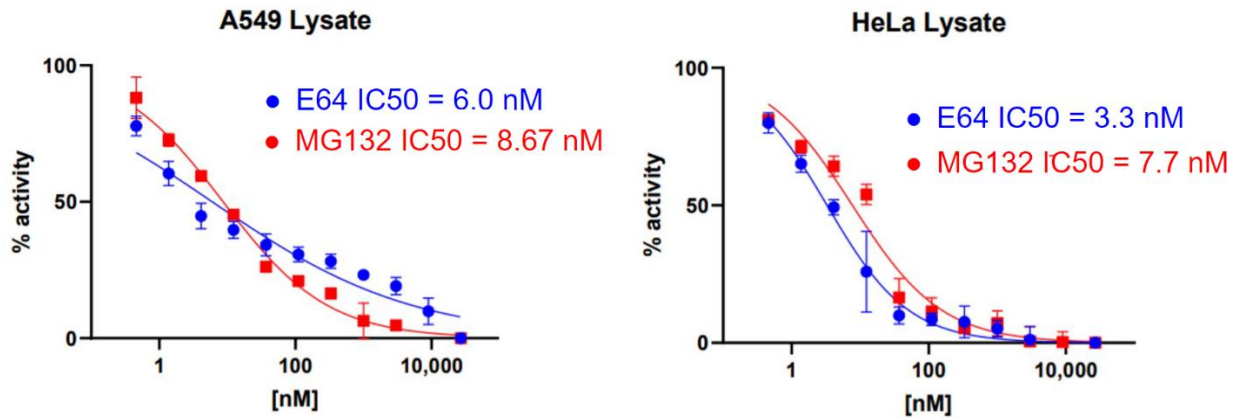 A549 Lysate
100
50
0
% activity
1
100
10,000
[nM]
E64 IC50 = 6.0 nM
MG132 IC50 = 8.67 nM
HeLa Lysate
100
50
0
% activity
1
100
10,000
[nM]
E64 IC50 = 3.3 nM
MG132 IC50 = 7.7 nM